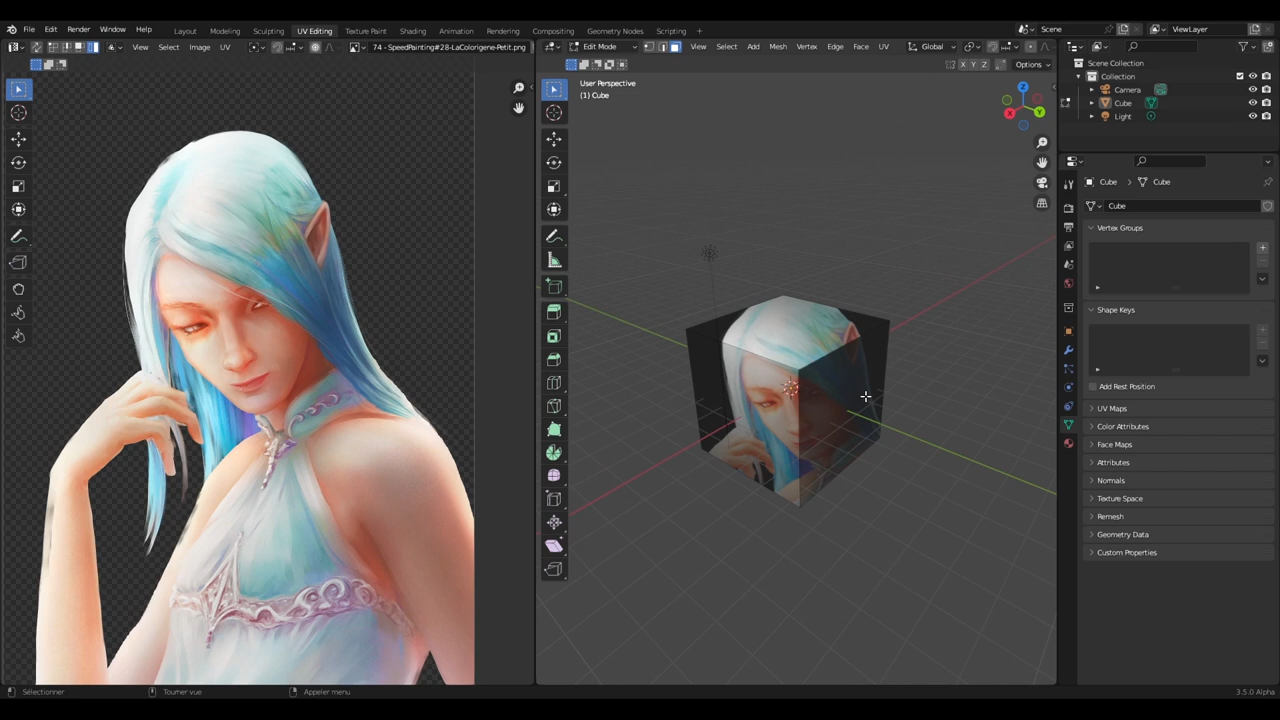 File Edit Render Window Help Layout Modeling Sculpting UV Editing Texture Paint Shading Animation Rendering Compositing Geometry Nodes Scripting Scene ViewLayer
View Select Image UV 74 - SpeedPainting#28-LaColorigene-Petit.png Edit Mode View Select Add Mesh Vertex Edge Face UV Global
X Y Z Options
User Perspective
(1) Cube
Z
Y
X
Scene Collection
Collection
Camera
Cube
Light
Cube Cube
Cube
Vertex Groups
Shape Keys
Add Rest Position
UV Maps
Color Attributes
Face Maps
Attributes
Normals
Texture Space
Remesh
Geometry Data
Custom Properties
Sélectionner Tourner vue Appeler menu 3.5.0 Alpha